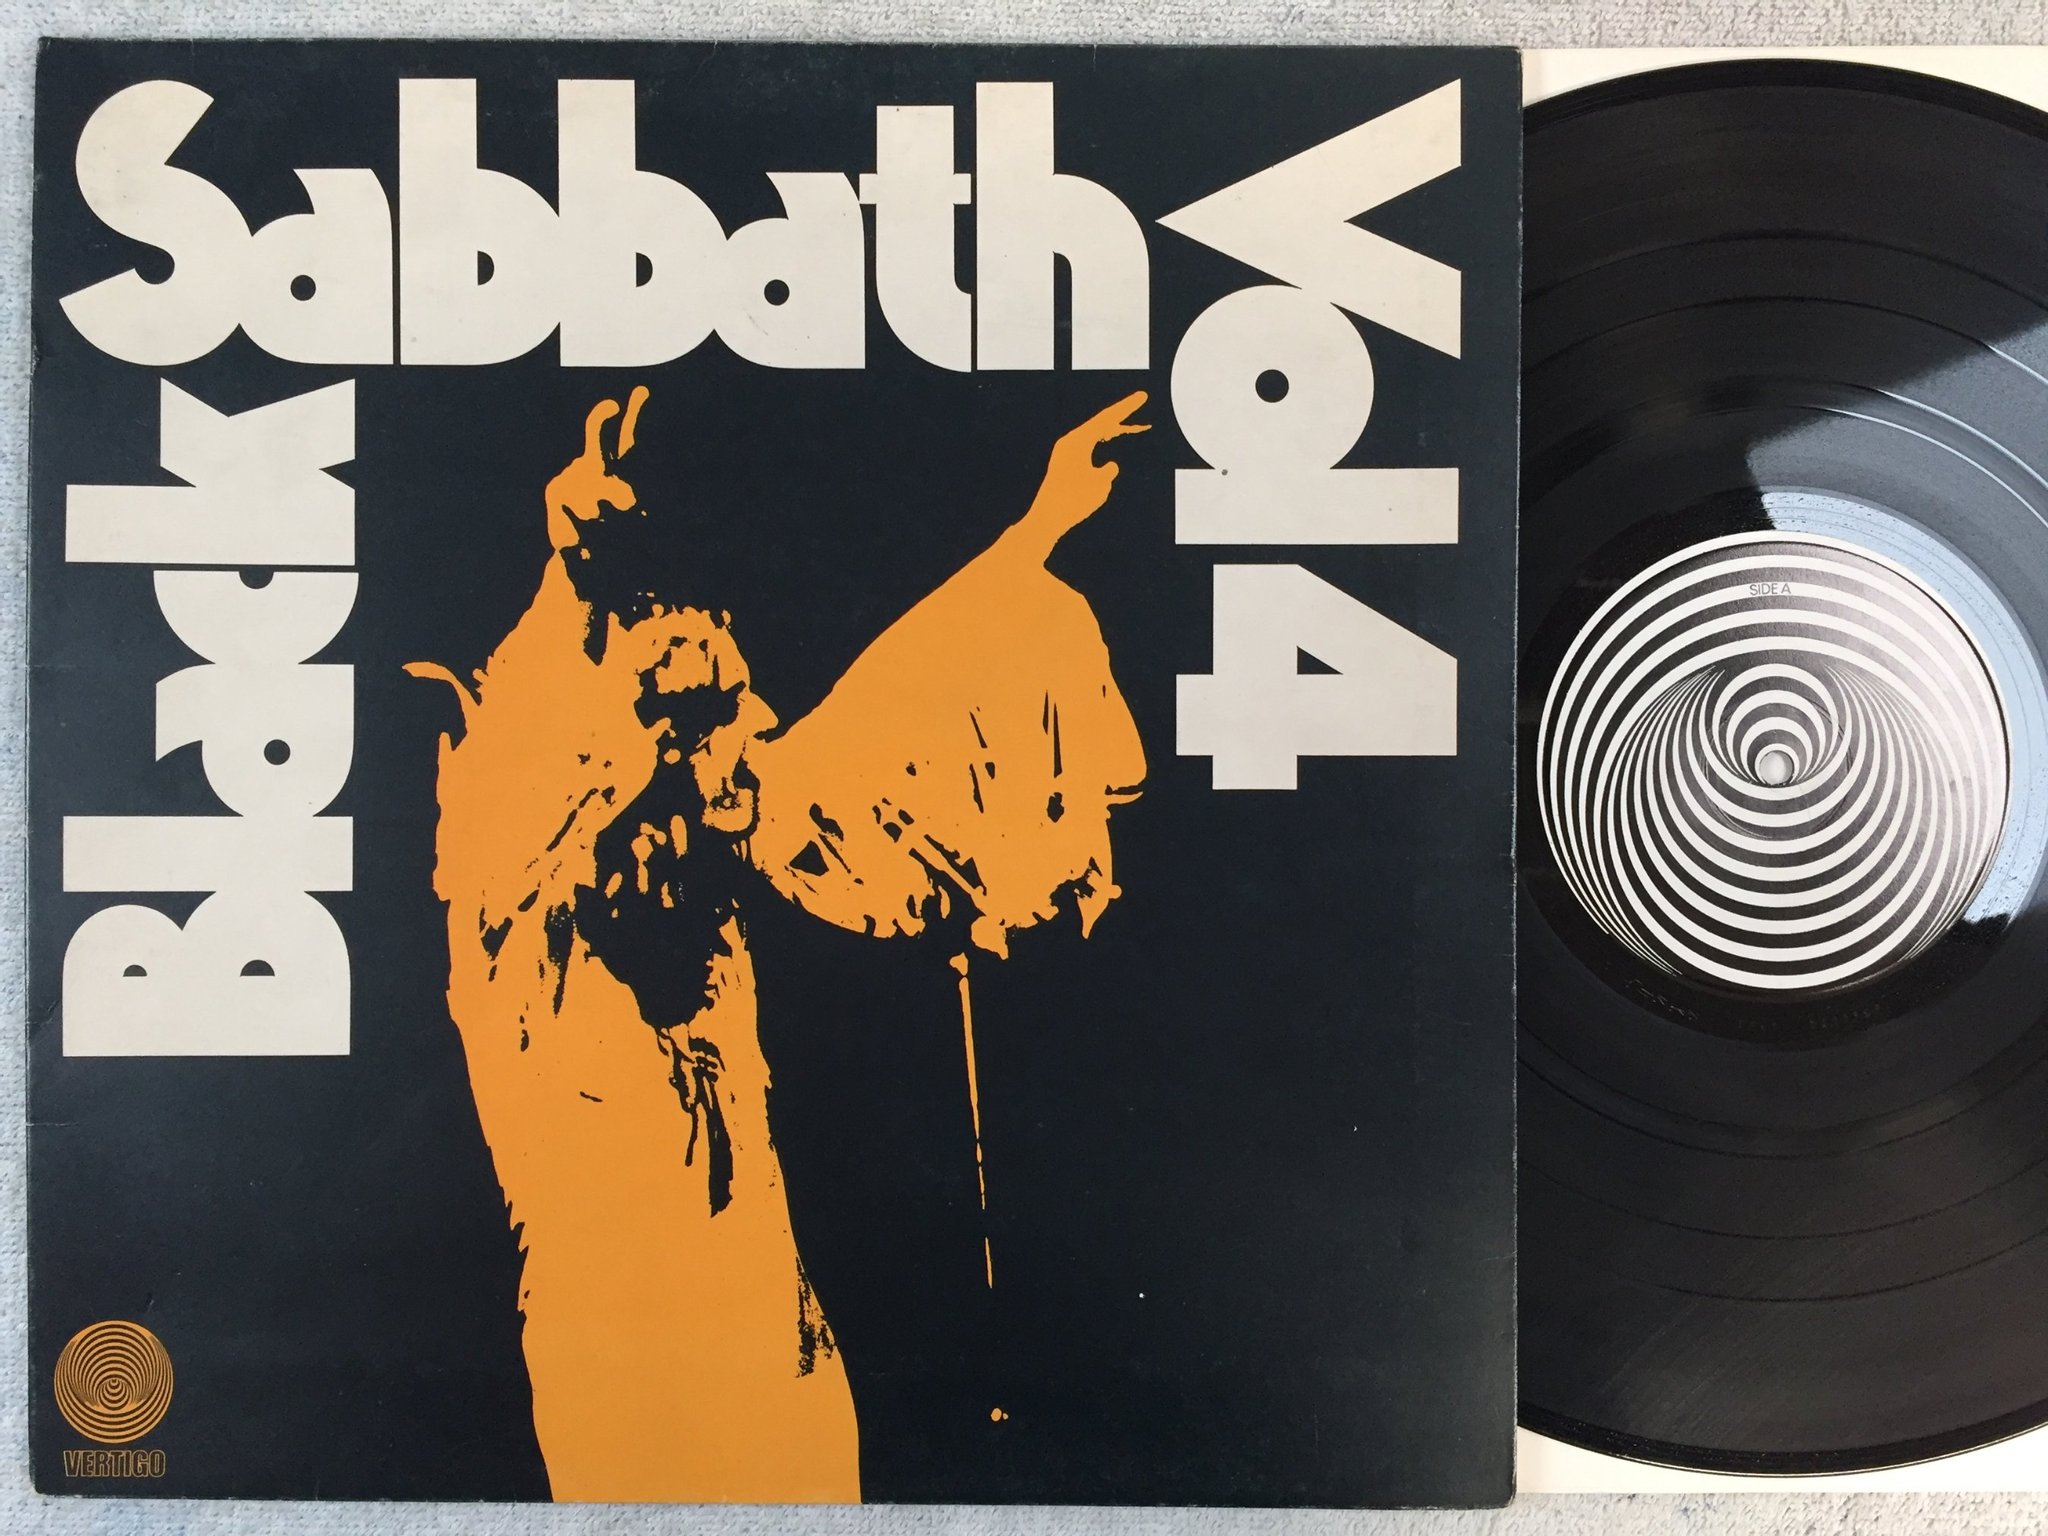 Black
Sabbath
Vol 4
SIDE A
VERTIGO